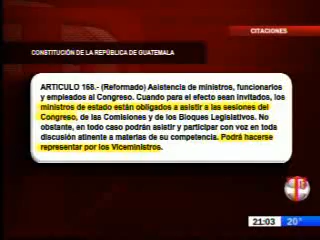 CITACIONES
CONSTITUCIÓN DE LA REPÚBLICA DE GUATEMALA
ARTICULO 168.- (Reformado) Asistencia de ministros, funcionarios
y empleados al Congreso. Cuando para el efecto sean invitados, los
ministros de estado están obligados a asistir a las sesiones del
Congreso, de las Comisiones y de los Bloques Legislativos. No
obstante, en todo caso podrán asistir y participar con voz en toda
discusión atinente a materias de su competencia. Podrá hacerse
representar por los Viceministros.
21:03 20°